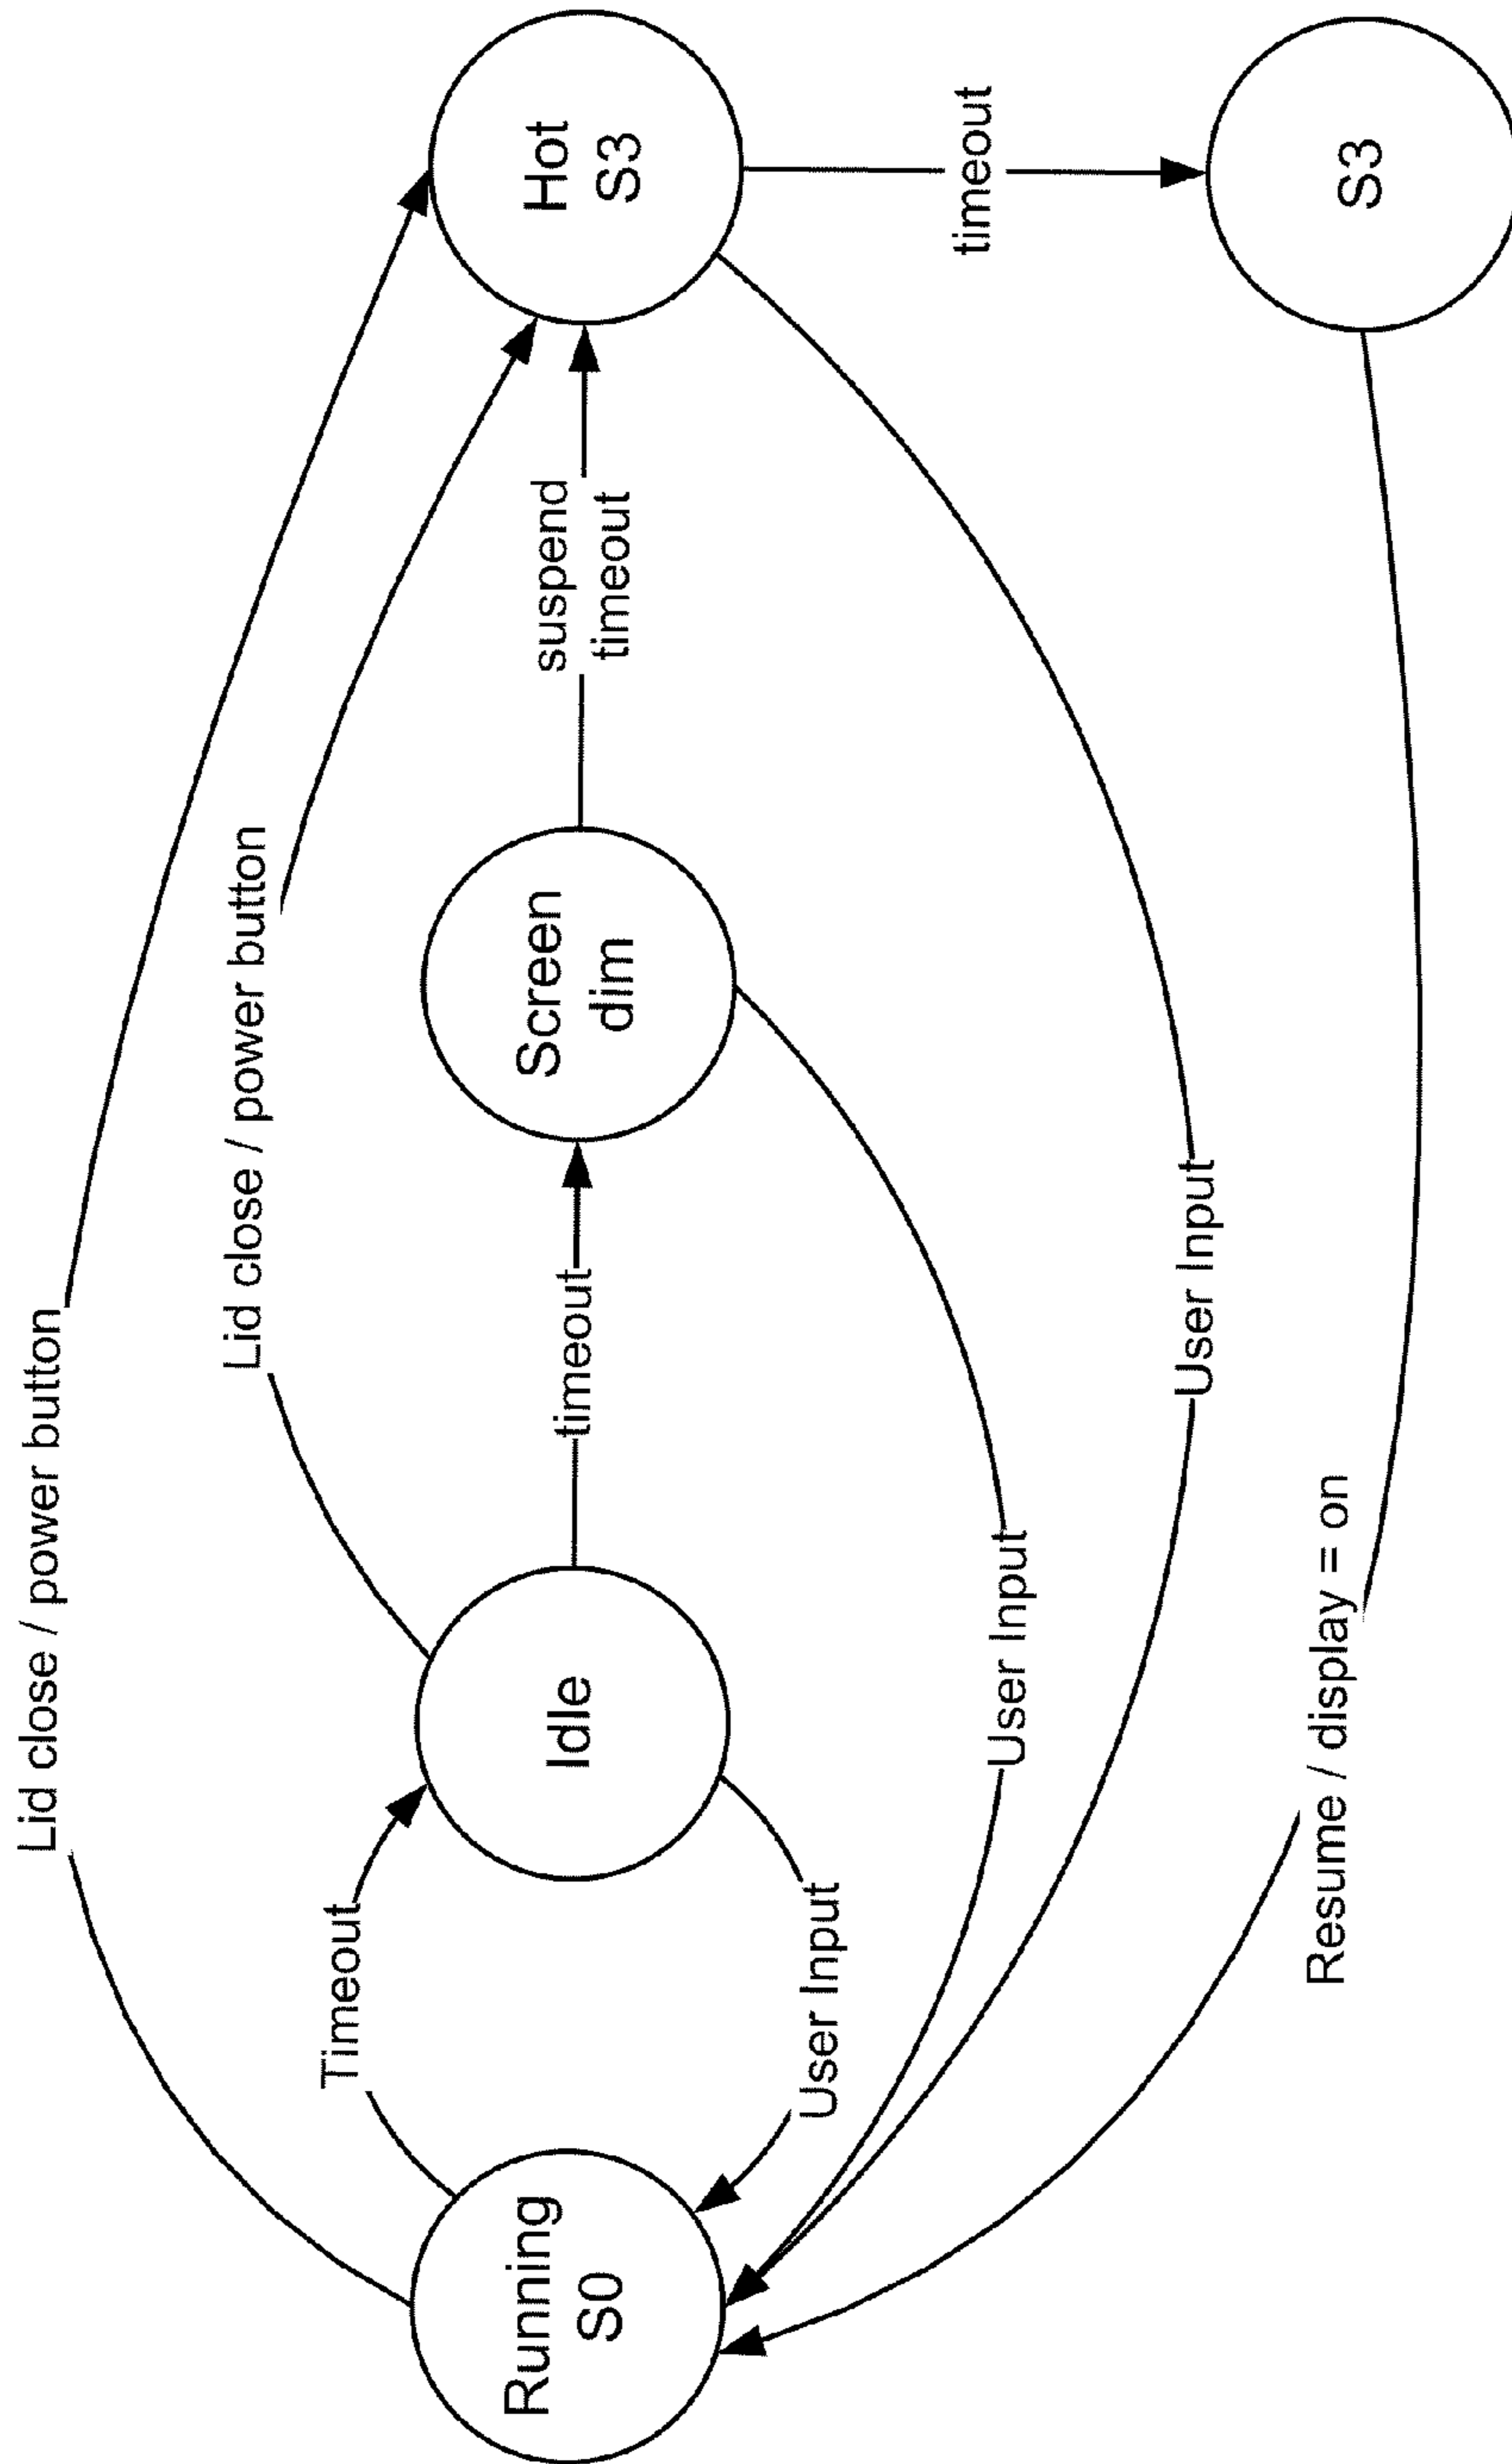 Lid close / power button
Lid close / power button
Timeout
Running
S0
Idle
timeout
Screen
dim
suspend
timeout
Hot
S3
User Input
User Input
timeout
User Input
Resume / display = on
S3